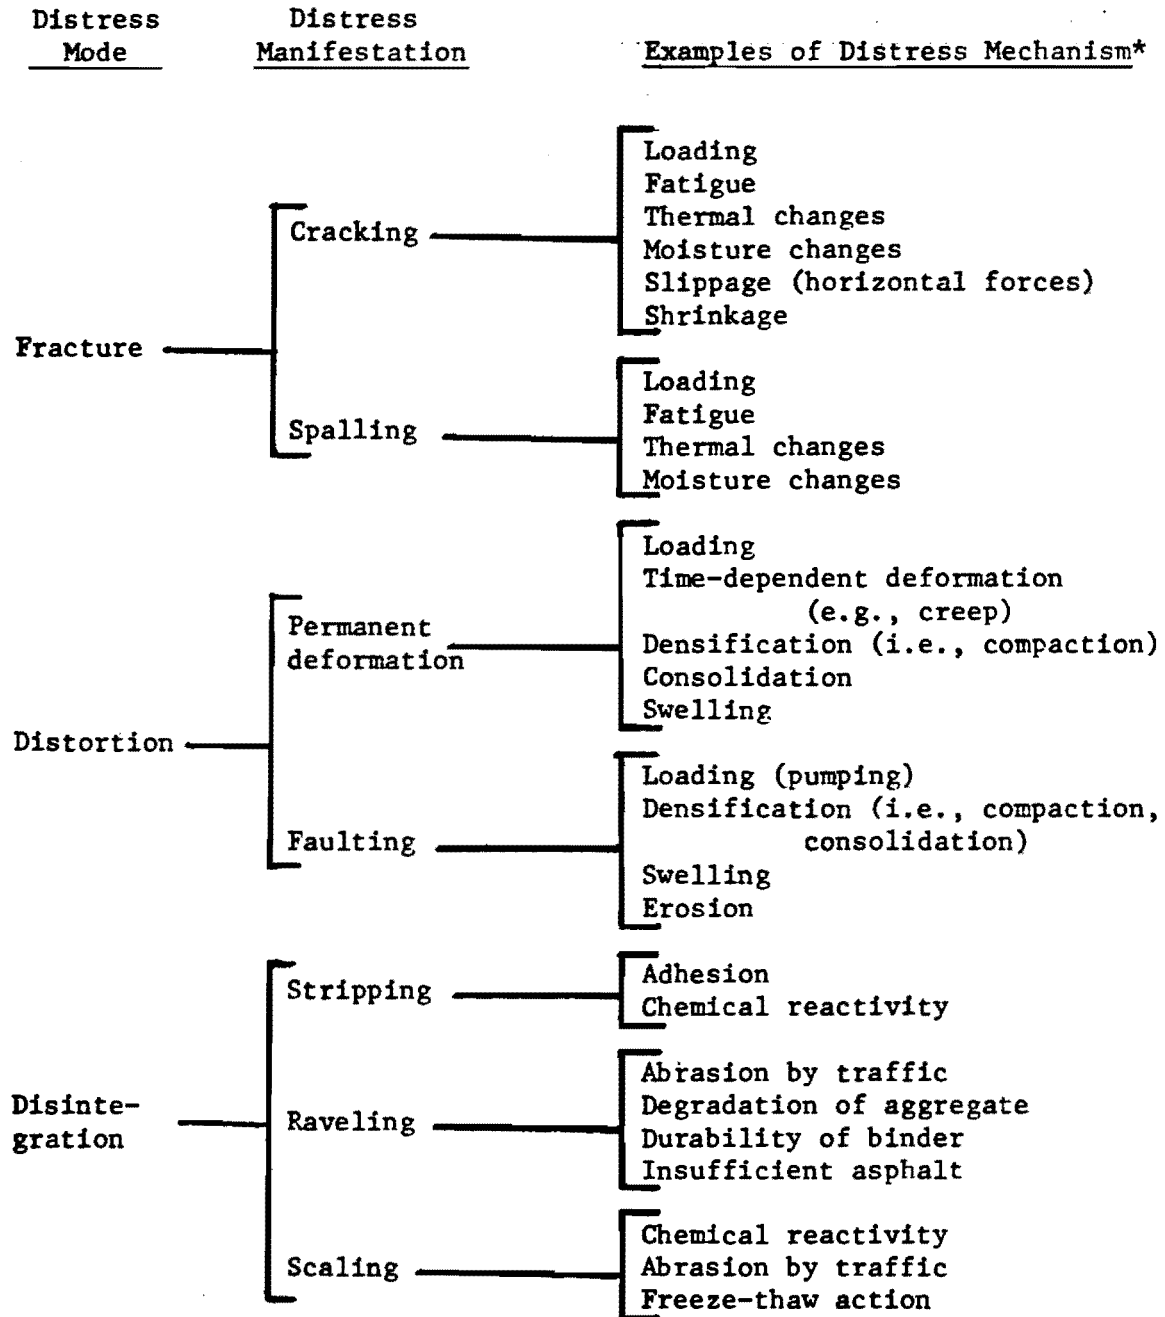 Distress Mode
Distress Manifestation
Examples of Distress Mechanism*
Fracture
Cracking
Loading
Fatigue
Thermal changes
Moisture changes
Slippage (horizontal forces)
Shrinkage
Spalling
Loading
Fatigue
Thermal changes
Moisture changes
Distortion
Permanent
deformation
Loading
Time-dependent deformation
(e.g., creep)
Densification (i.e., compaction)
Consolidation
Swelling
Faulting
Loading (pumping)
Densification (i.e., compaction,
consolidation)
Swelling
Erosion
Disinte-
gration
Stripping
Adhesion
Chemical reactivity
Raveling
Abrasion by traffic
Degradation of aggregate
Durability of binder
Insufficient asphalt
Scaling
Chemical reactivity
Abrasion by traffic
Freeze-thaw action